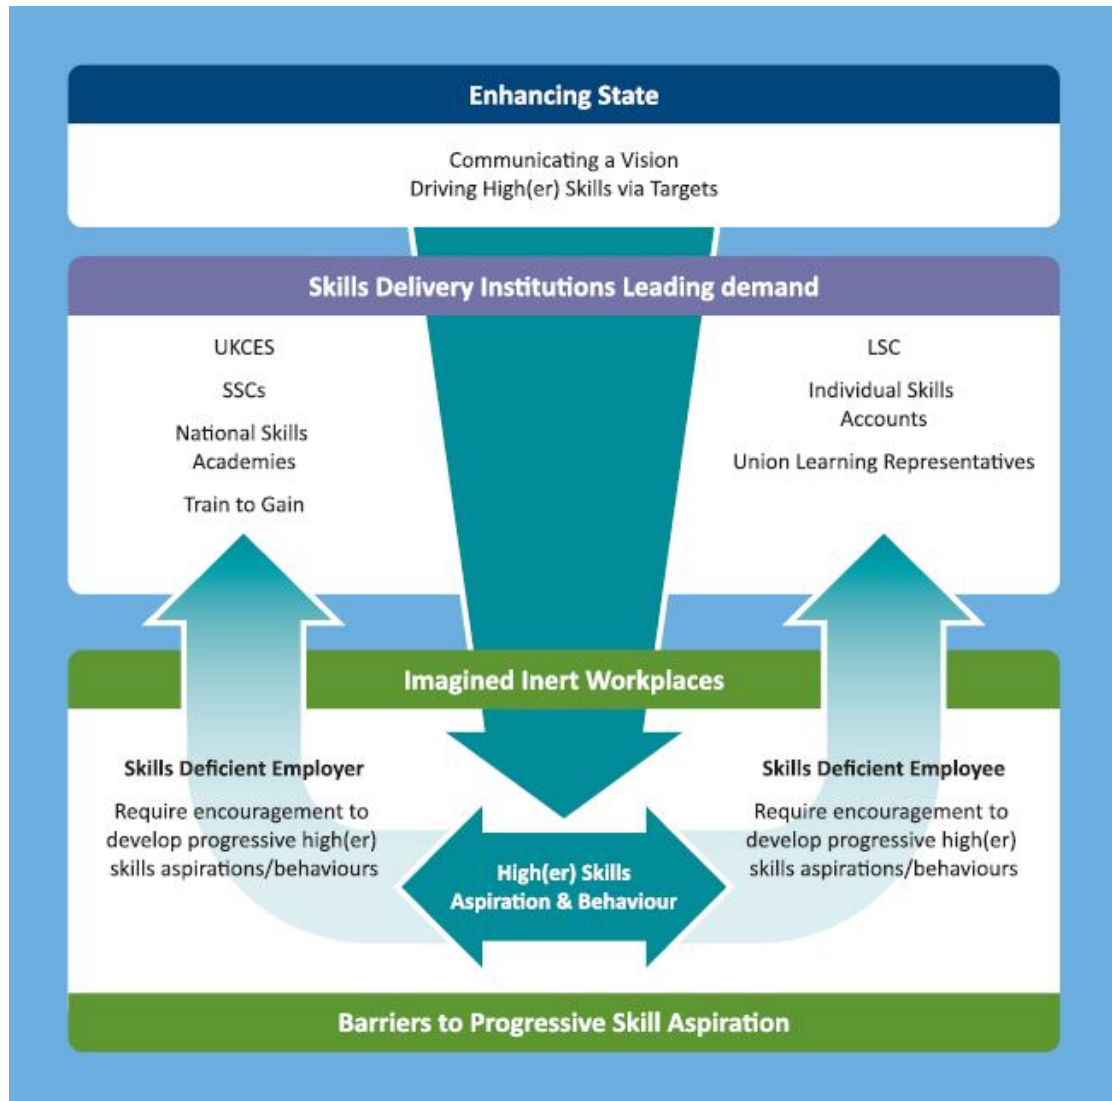 Enhancing State
Communicating a Vision
Driving High(er) Skills via Targets
Skills Delivery Institutions Leading demand
UKCES
SSCs
National Skills
Academies
Train to Gain
LSC
Individual Skills
Accounts
Union Learning Representatives
Imagined Inert Workplaces
Skills Deficient Employer
Require encouragement to
develop progressive high(er)
skills aspirations/behaviours
High(er) Skills
Aspiration & Behaviour
Skills Deficient Employee
Require encouragement to
develop progressive high(er)
skills aspirations/behaviours
Barriers to Progressive Skill Aspiration